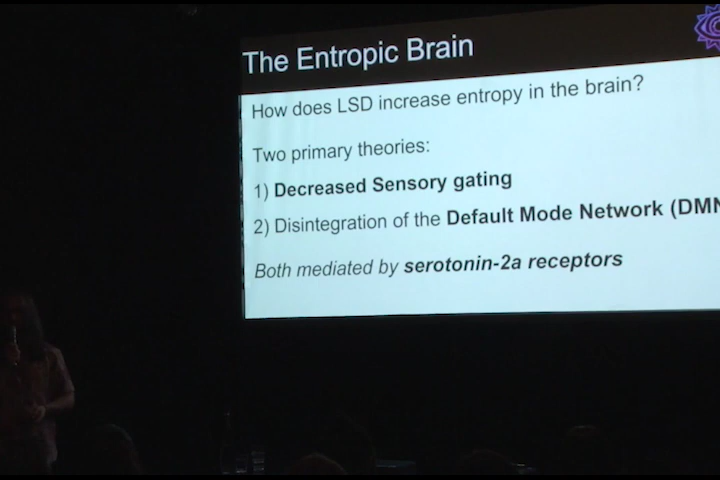 The Entropic Brain
How does LSD increase entropy in the brain?
Two primary theories:
1) Decreased Sensory gating
2) Disintegration of the Default Mode Network (DMN
Both mediated by serotonin-2a receptors